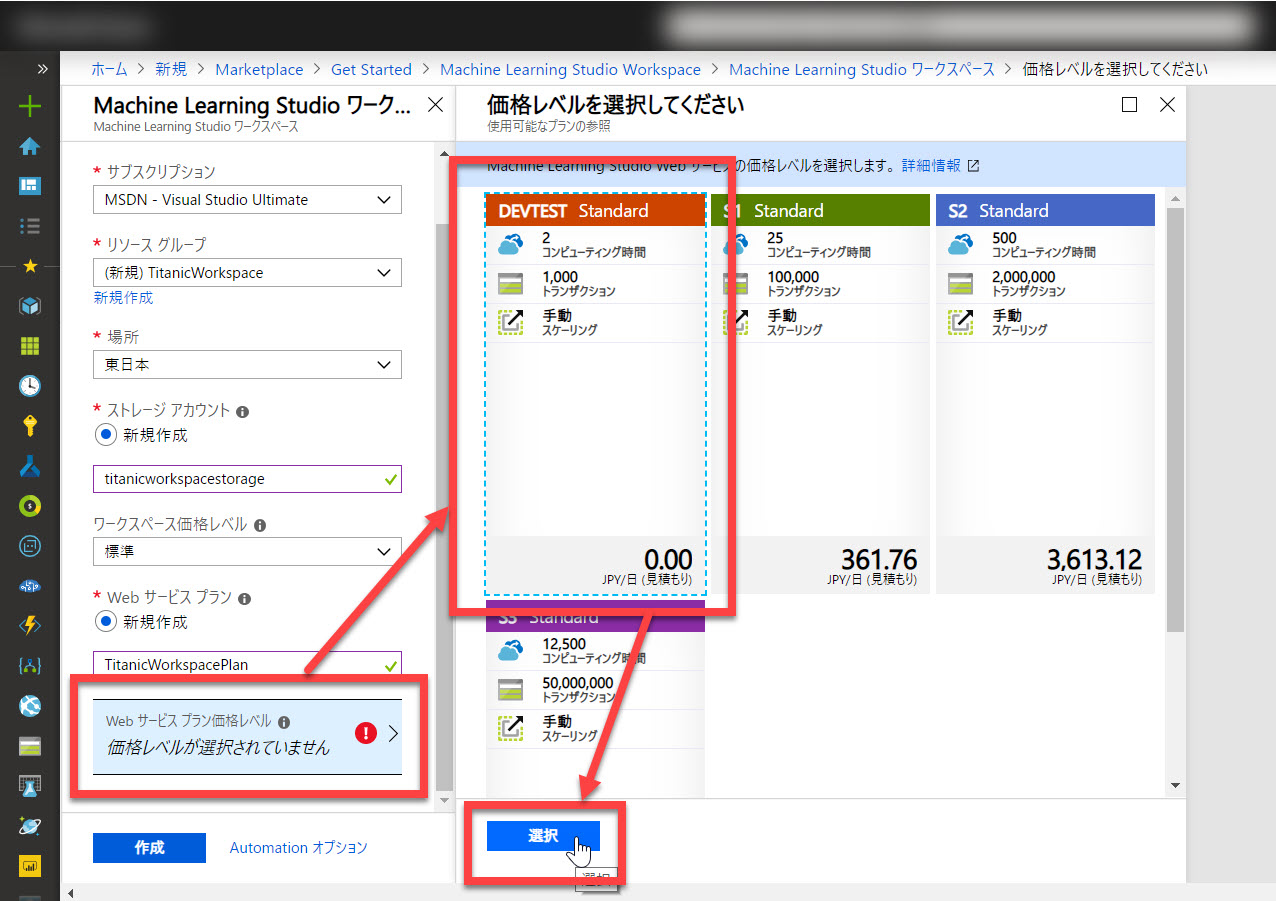 ホーム > 新規 > Marketplace > Get Started > Machine Learning Studio Workspace > Machine Learning Studio ワークスペース > 価格レベルを選択してください
Machine Learning Studio ワーク...
Machine Learning Studio ワークスペース
* サブスクリプション
MSDN - Visual Studio Ultimate
* リソース グループ
(新規) TitanicWorkspace
新規作成
* 場所
東日本
* ストレージ アカウント
新規作成
titanicworkspacestorage
ワークスペース価格レベル
標準
* Web サービス プラン
新規作成
TitanicWorkspacePlan
Web サービス プラン価格レベル
価格レベルが選択されていません
作成
Automation オプション
価格レベルを選択してください
使用可能なプランの参照
Machine Learning Studio Web サービスの価格レベルを選択します。 詳細情報
DEVTEST Standard
2
コンピューティング時間
1,000
トランザクション
手動
スケーリング
0.00
JPY/日 (見積もり)
S1 Standard
25
コンピューティング時間
100,000
トランザクション
手動
スケーリング
361.76
JPY/日 (見積もり)
S2 Standard
500
コンピューティング時間
2,000,000
トランザクション
手動
スケーリング
3,613.12
JPY/日 (見積もり)
S3 Standard
12,500
コンピューティング時間
50,000,000
トランザクション
手動
スケーリング
選択
選択